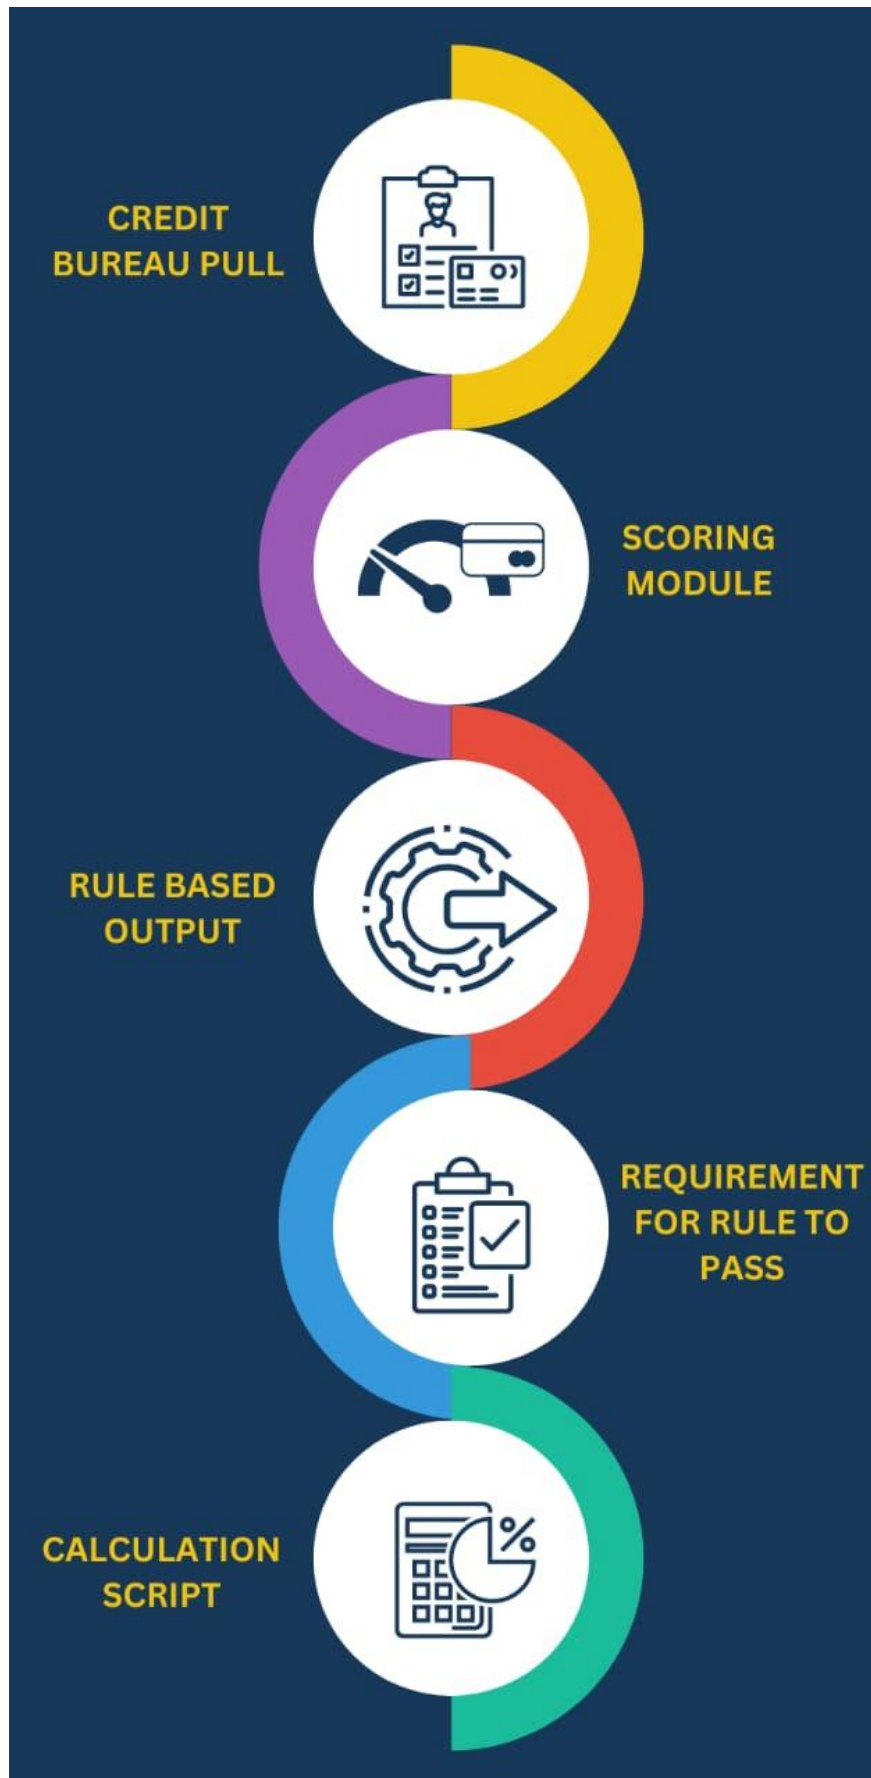 CREDIT
BUREAU PULL
SCORING
MODULE
RULE BASED
OUTPUT
REQUIREMENT
FOR RULE TO
PASS
%
CALCULATION
SCRIPT